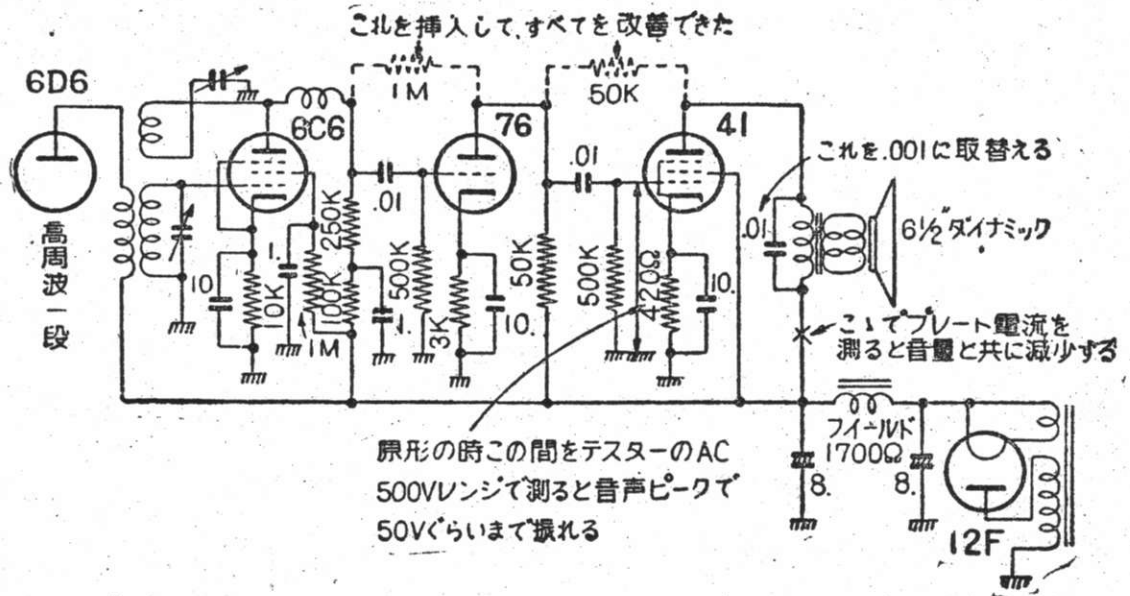 これを挿入して,すべてを改善できた
6D6
1M
50K
6C6
76
41
.01
.01
これを.001に取替える
.01
6½"ダイナミック
高周波一段
10
10K
1.
1M
250K
100K
1.
500K
3K
10.
50K
500K
420Ω
10.
こゝでプレート電流を
測ると音量と共に減少する
フイールド
1700Ω
8.
8.
12F
原形の時この間をテスターのAC
500Vレンジで測ると音声ピークで
50Vぐらいまで振れる